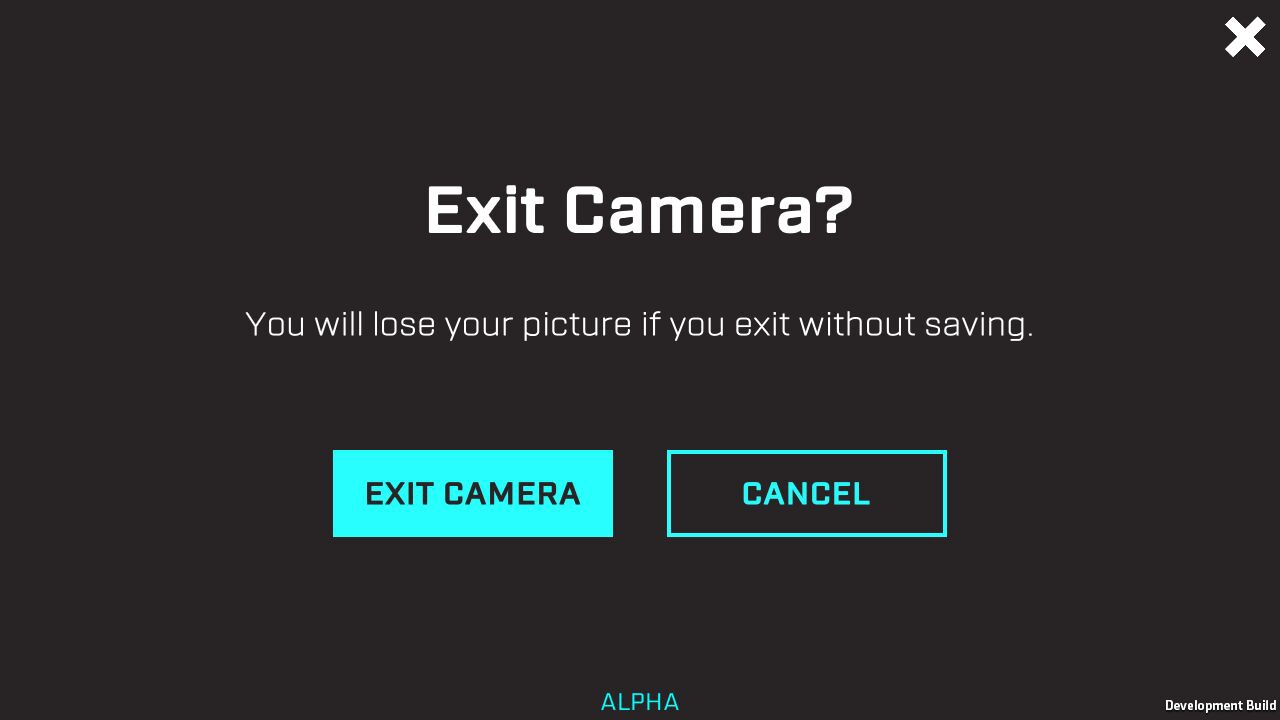 Exit Camera?
You will lose your picture if you exit without saving.
EXIT CAMERA
CANCEL
ALPHA
Development Build